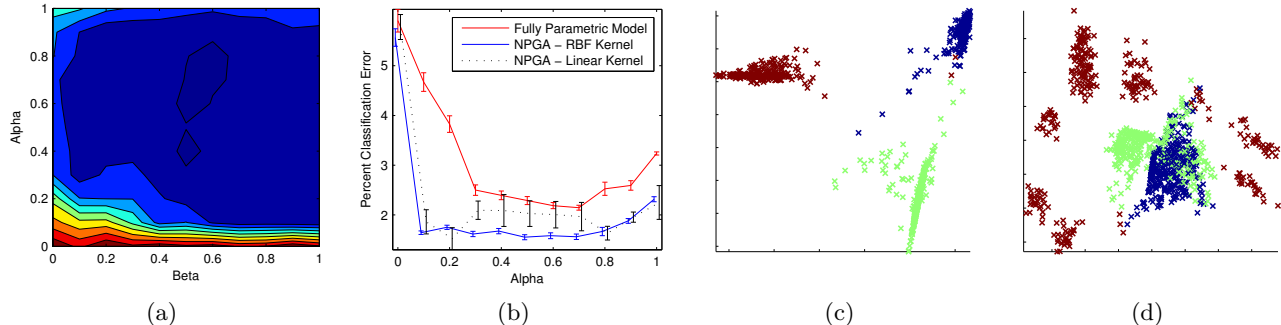 1
0.8
0.6
0.4
0.2
0
Alpha
0 0.2 0.4 0.6 0.8 1
Beta
(a)
5
4
3
2
Percent Classification Error
Fully Parametric Model
NPGA − RBF Kernel
NPGA − Linear Kernel
0 0.2 0.4 0.6 0.8 1
Alpha
(b)
(c)
(d)